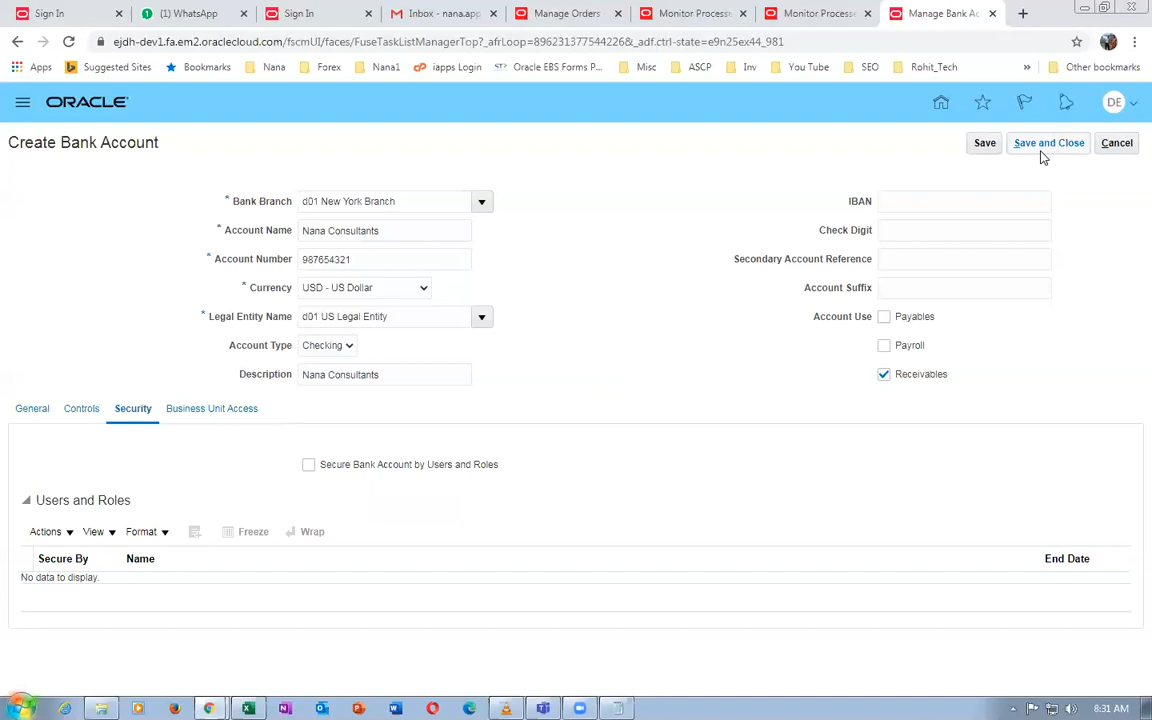 Sign In
(1) WhatsApp
Sign In
Inbox - nana.app
Manage Orders
Monitor Processe
Monitor Processe
Manage Bank Ac
ejdh-dev1.fa.em2.oraclecloud.com/fscmUI/faces/FuseTaskListManagerTop?_afrLoop=896231377544226&_adf.ctrl-state=e9n25ex44_981
Apps
Suggested Sites
Bookmarks
Nana
Forex
Nana1
iapps Login
Oracle EBS Forms P...
Misc
ASCP
Inv
You Tube
SEO
Rohit_Tech
»
Other bookmarks
ORACLE
DE
Create Bank Account
Save
Save and Close
Cancel
* Bank Branch d01 New York Branch
* Account Name Nana Consultants
* Account Number 987654321
* Currency USD - US Dollar
* Legal Entity Name d01 US Legal Entity
Account Type Checking
Description Nana Consultants
IBAN
Check Digit
Secondary Account Reference
Account Suffix
Account Use Payables
Payroll
Receivables
General
Controls
Security
Business Unit Access
Secure Bank Account by Users and Roles
Users and Roles
Actions
View
Format
Freeze
Wrap
Secure By
Name
End Date
No data to display.
8:31 AM